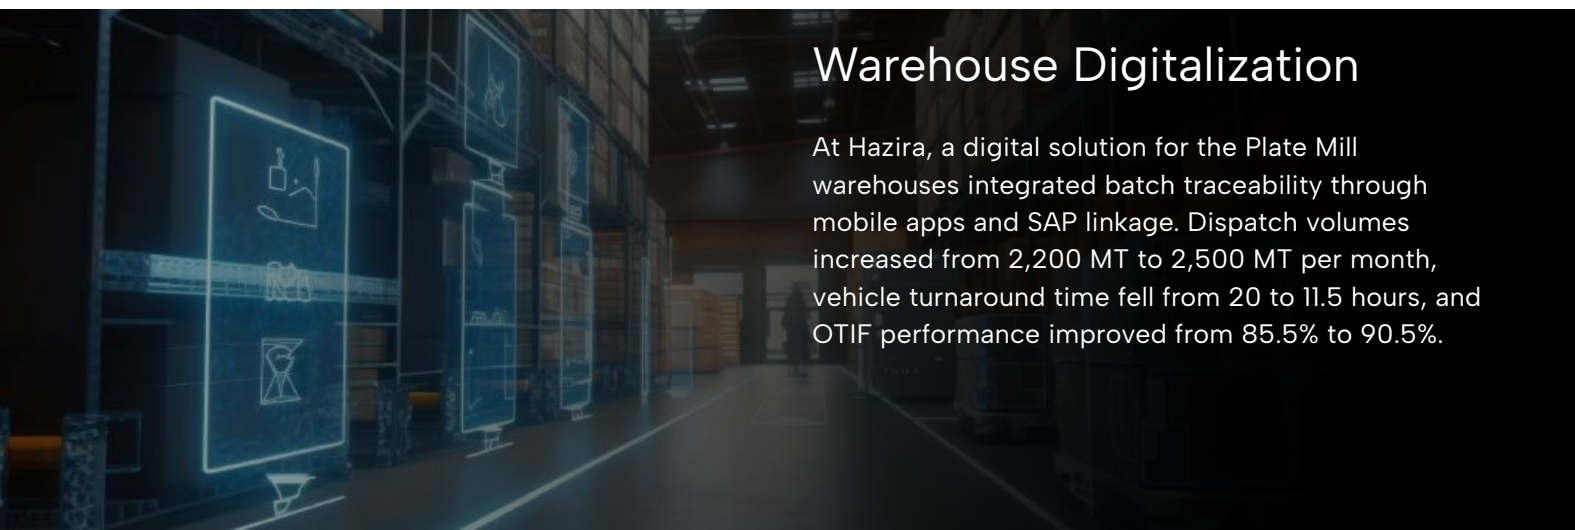 Warehouse Digitalization
At Hazira, a digital solution for the Plate Mill
warehouses integrated batch traceability through
mobile apps and SAP linkage. Dispatch volumes
increased from 2,200 MT to 2,500 MT per month,
vehicle turnaround time fell from 20 to 11.5 hours, and
OTIF performance improved from 85.5% to 90.5%.